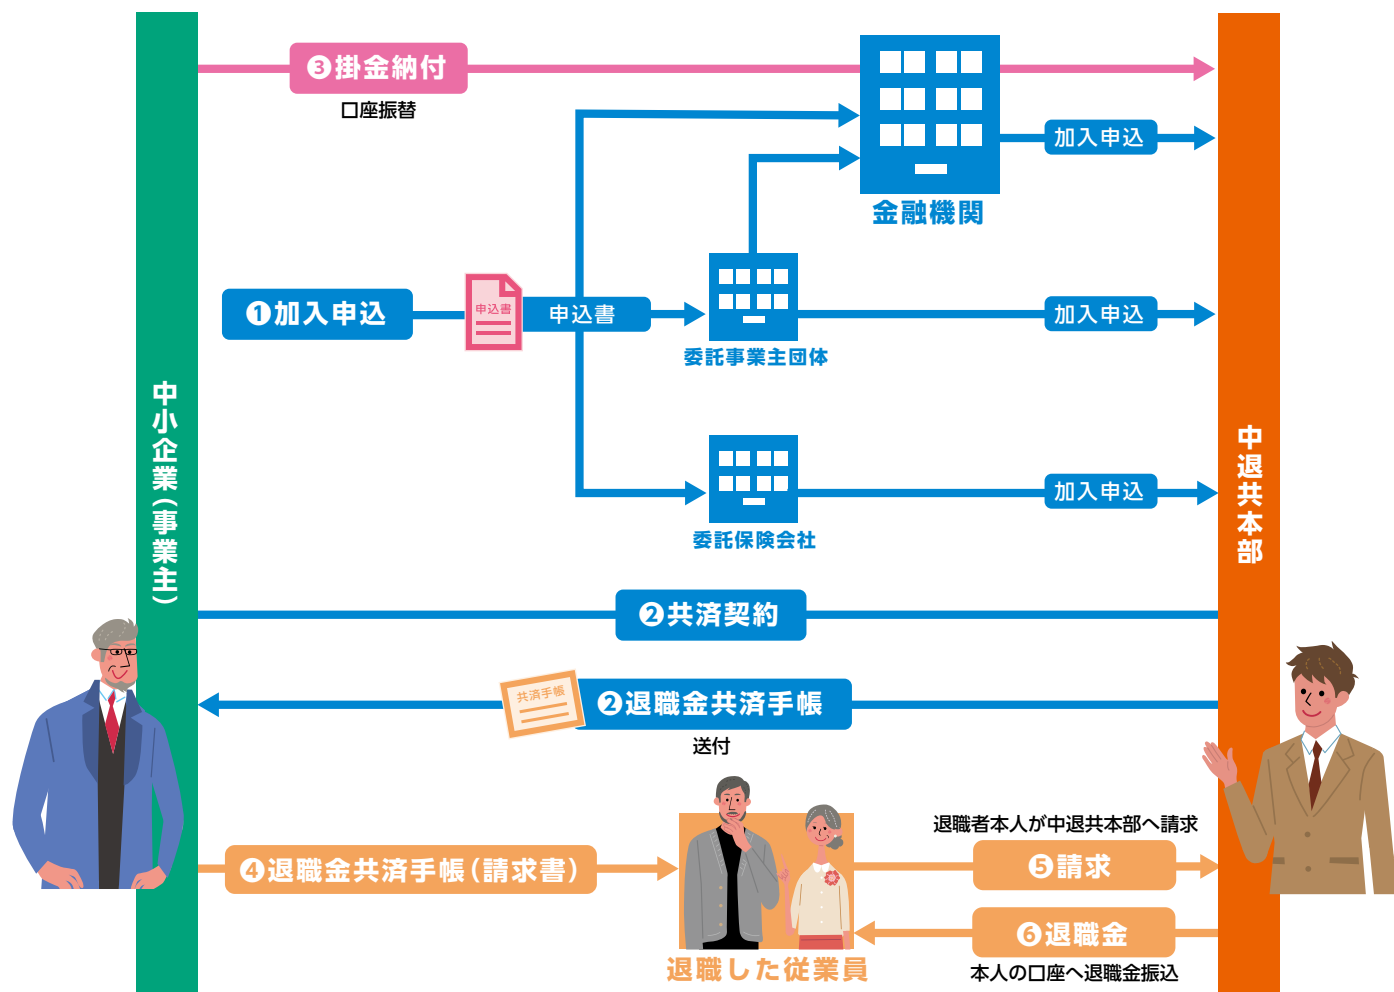 ❸掛金納付
口座振替
加入申込
金融機関
❶加入申込
申込書
申込書
加入申込
委託事業主団体
中小企業(事業主)
中退共本部
加入申込
委託保険会社
❷共済契約
共済手帳
❷退職金共済手帳
送付
退職者本人が中退共本部へ請求
❹退職金共済手帳(請求書)
❺請求
❻退職金
退職した従業員
本人の口座へ退職金振込